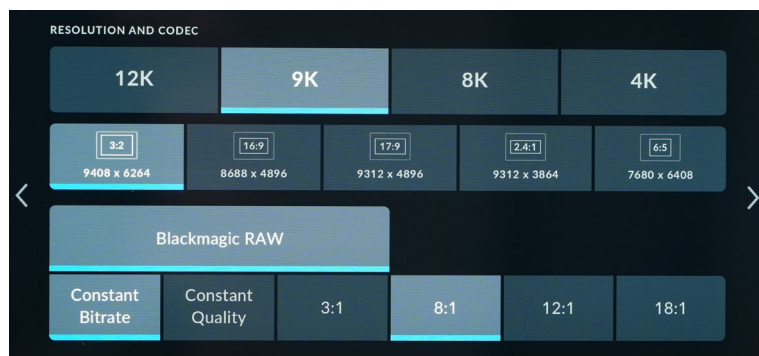 RESOLUTION AND CODEC
12K
9K
8K
4K
3:2
16:9
17:9
2.4:1
6:5
9408 x 6264
8688 x 4896
9312 x 4896
9312 x 3864
7680 x 6408
Blackmagic RAW
Constant
Bitrate
Constant
Quality
3:1
8:1
12:1
18:1